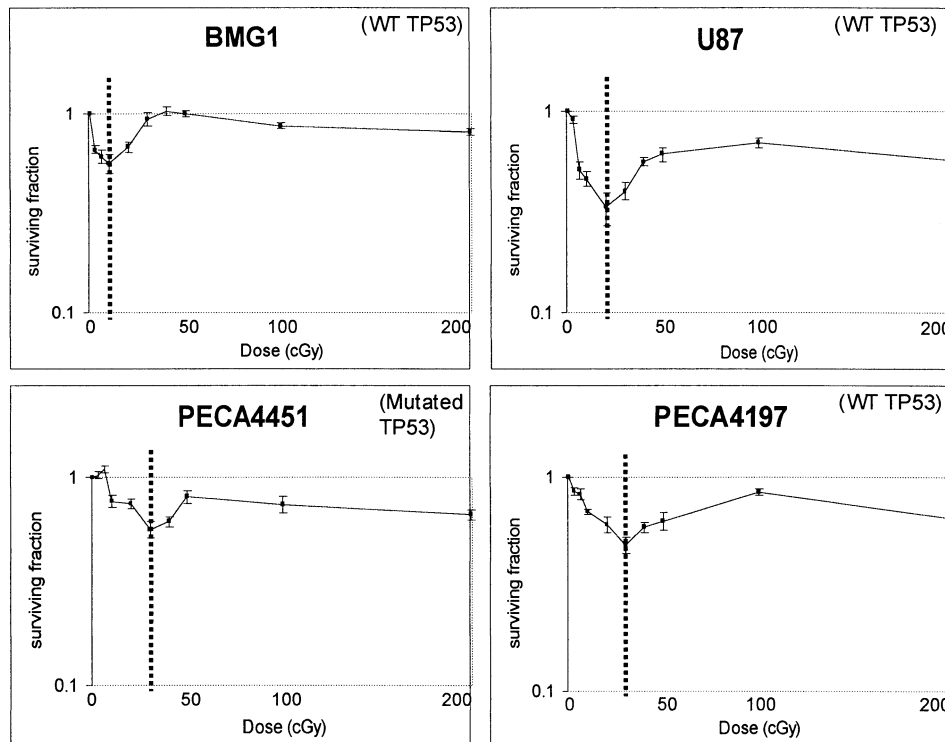 BMG1
(WT TP53)
1
0.1
surviving fraction
0
50
100
200
Dose (cGy)
U87
(WT TP53)
1
0.1
surviving fraction
0
50
100
200
Dose (cGy)
PECA4451
(Mutated
TP53)
1
0.1
surviving fraction
0
50
100
200
Dose (cGy)
PECA4197
(WT TP53)
1
0.1
surviving fraction
0
50
100
200
Dose (cGy)